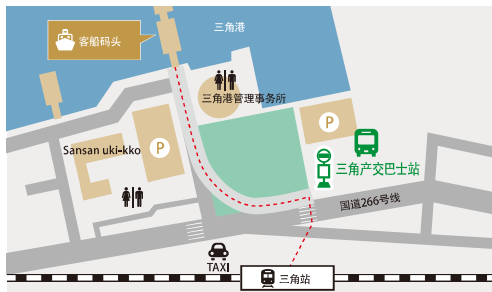 三角港
客船码头
三角港管理事务所
P
Sansan uki-kko
P
三角产交巴士站
国道266号线
TAXI
三角站